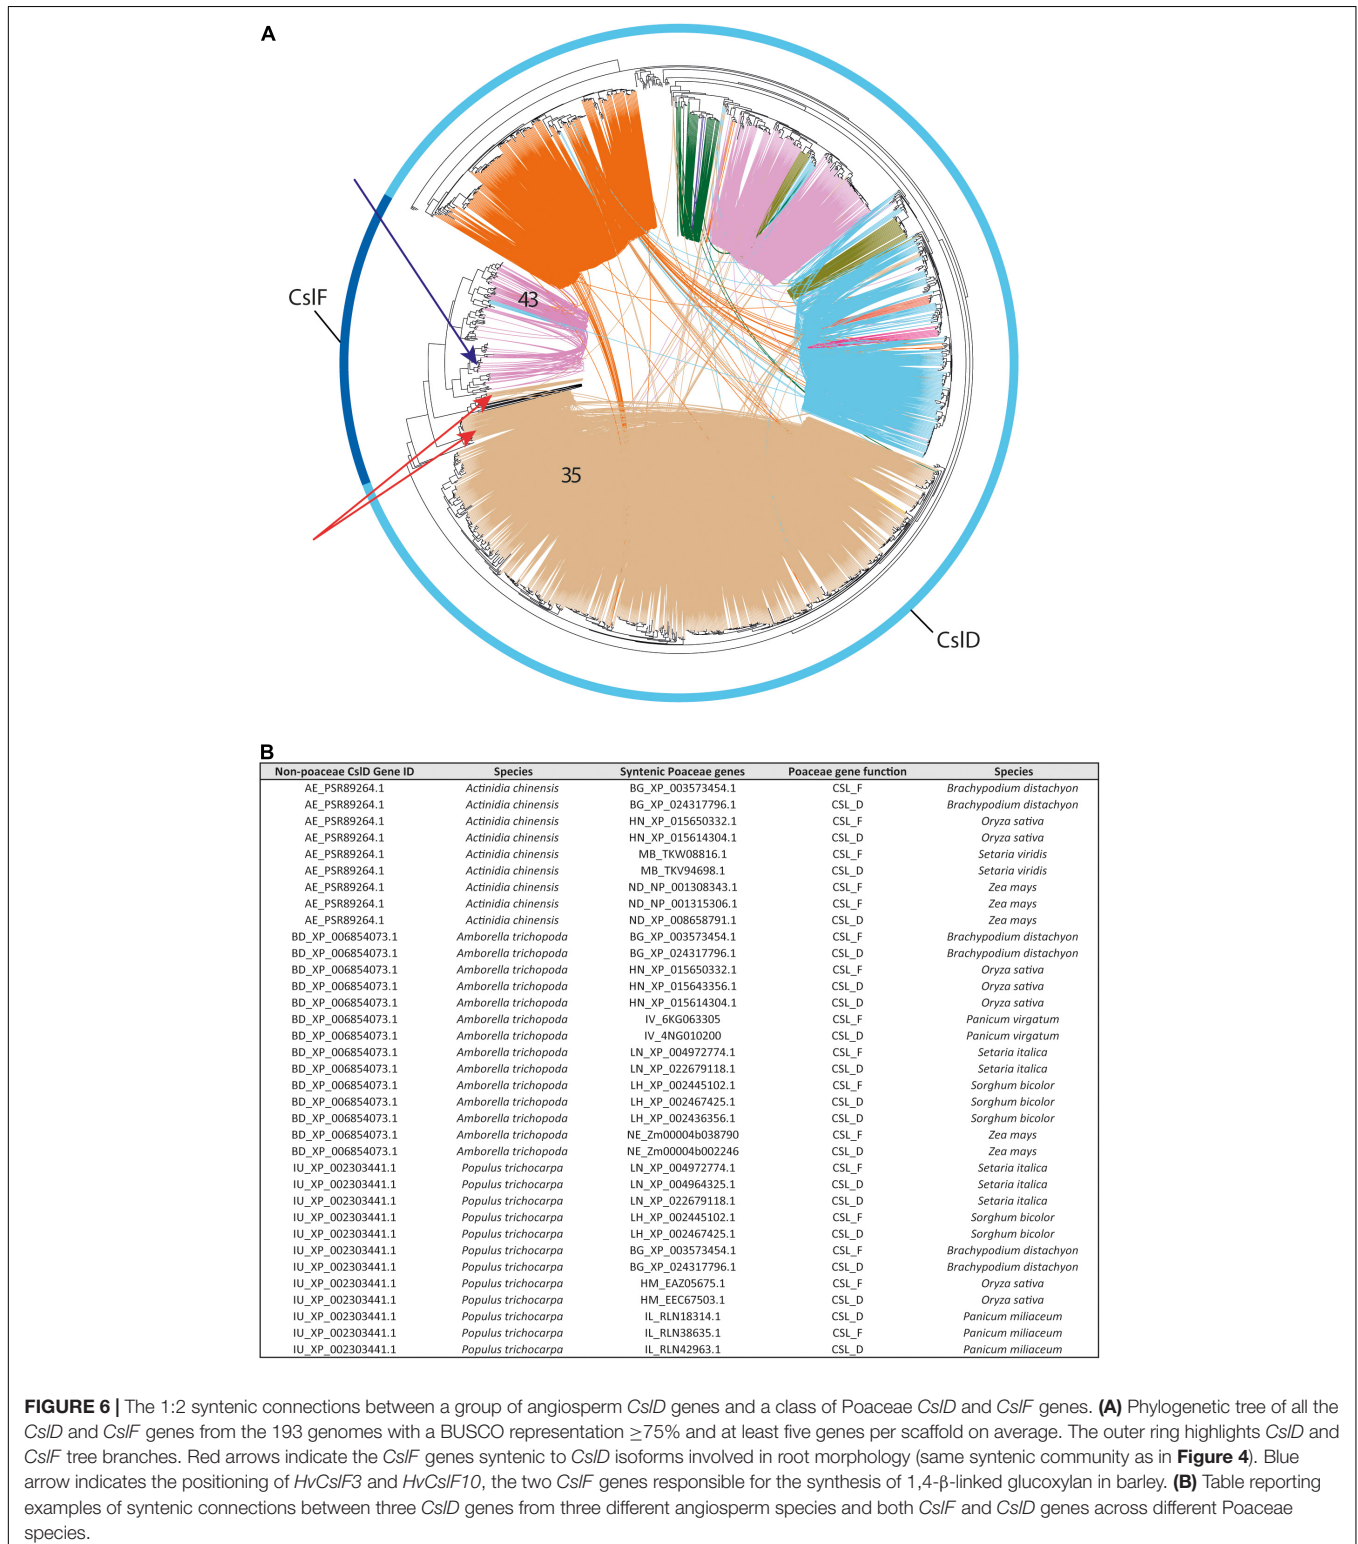 A
CslF
43
35
CslD
B
Non-poaceae CslD Gene ID Species Syntenic Poaceae genes Poaceae gene function Species
AE_PSR89264.1 Actinidia chinensis BG_XP_003573454.1 CSL_F Brachypodium distachyon
AE_PSR89264.1 Actinidia chinensis BG_XP_024317796.1 CSL_D Brachypodium distachyon
AE_PSR89264.1 Actinidia chinensis HN_XP_015650332.1 CSL_F Oryza sativa
AE_PSR89264.1 Actinidia chinensis HN_XP_015614304.1 CSL_D Oryza sativa
AE_PSR89264.1 Actinidia chinensis MB_TKW08816.1 CSL_F Setaria viridis
AE_PSR89264.1 Actinidia chinensis MB_TKV94698.1 CSL_D Setaria viridis
AE_PSR89264.1 Actinidia chinensis ND_NP_001308343.1 CSL_F Zea mays
AE_PSR89264.1 Actinidia chinensis ND_NP_001315306.1 CSL_F Zea mays
AE_PSR89264.1 Actinidia chinensis ND_XP_008658791.1 CSL_D Zea mays
BD_XP_006854073.1 Amborella trichopoda BG_XP_003573454.1 CSL_F Brachypodium distachyon
BD_XP_006854073.1 Amborella trichopoda BG_XP_024317796.1 CSL_D Brachypodium distachyon
BD_XP_006854073.1 Amborella trichopoda HN_XP_015650332.1 CSL_F Oryza sativa
BD_XP_006854073.1 Amborella trichopoda HN_XP_015643356.1 CSL_D Oryza sativa
BD_XP_006854073.1 Amborella trichopoda HN_XP_015614304.1 CSL_D Oryza sativa
BD_XP_006854073.1 Amborella trichopoda IV_6KG063305 CSL_F Panicum virgatum
BD_XP_006854073.1 Amborella trichopoda IV_4NG010200 CSL_D Panicum virgatum
BD_XP_006854073.1 Amborella trichopoda LN_XP_004972774.1 CSL_F Setaria italica
BD_XP_006854073.1 Amborella trichopoda LN_XP_022679118.1 CSL_D Setaria italica
BD_XP_006854073.1 Amborella trichopoda LH_XP_002445102.1 CSL_F Sorghum bicolor
BD_XP_006854073.1 Amborella trichopoda LH_XP_002467425.1 CSL_D Sorghum bicolor
BD_XP_006854073.1 Amborella trichopoda LH_XP_002436356.1 CSL_D Sorghum bicolor
BD_XP_006854073.1 Amborella trichopoda NE_Zm00004b038790 CSL_F Zea mays
BD_XP_006854073.1 Amborella trichopoda NE_Zm00004b002246 CSL_D Zea mays
IU_XP_002303441.1 Populus trichocarpa LN_XP_004972774.1 CSL_F Setaria italica
IU_XP_002303441.1 Populus trichocarpa LN_XP_004964325.1 CSL_D Setaria italica
IU_XP_002303441.1 Populus trichocarpa LN_XP_022679118.1 CSL_D Setaria italica
IU_XP_002303441.1 Populus trichocarpa LH_XP_002445102.1 CSL_F Sorghum bicolor
IU_XP_002303441.1 Populus trichocarpa LH_XP_002467425.1 CSL_D Sorghum bicolor
IU_XP_002303441.1 Populus trichocarpa BG_XP_003573454.1 CSL_F Brachypodium distachyon
IU_XP_002303441.1 Populus trichocarpa BG_XP_024317796.1 CSL_D Brachypodium distachyon
IU_XP_002303441.1 Populus trichocarpa HM_EAZ05675.1 CSL_F Oryza sativa
IU_XP_002303441.1 Populus trichocarpa HM_EEC67503.1 CSL_D Oryza sativa
IU_XP_002303441.1 Populus trichocarpa IL_RLN18314.1 CSL_D Panicum miliaceum
IU_XP_002303441.1 Populus trichocarpa IL_RLN38635.1 CSL_F Panicum miliaceum
IU_XP_002303441.1 Populus trichocarpa IL_RLN42963.1 CSL_D Panicum miliaceum
FIGURE 6 | The 1:2 syntenic connections between a group of angiosperm CslD genes and a class of Poaceae CslD and CslF genes. (A) Phylogenetic tree of all the
CslD and CslF genes from the 193 genomes with a BUSCO representation ≥75% and at least five genes per scaffold on average. The outer ring highlights CslD and
CslF tree branches. Red arrows indicate the CslF genes syntenic to CslD isoforms involved in root morphology (same syntenic community as in Figure 4). Blue
arrow indicates the positioning of HvCslF3 and HvCslF10, the two CslF genes responsible for the synthesis of 1,4-β-linked glucoxylan in barley. (B) Table reporting
examples of syntenic connections between three CslD genes from three different angiosperm species and both CslF and CslD genes across different Poaceae
species.